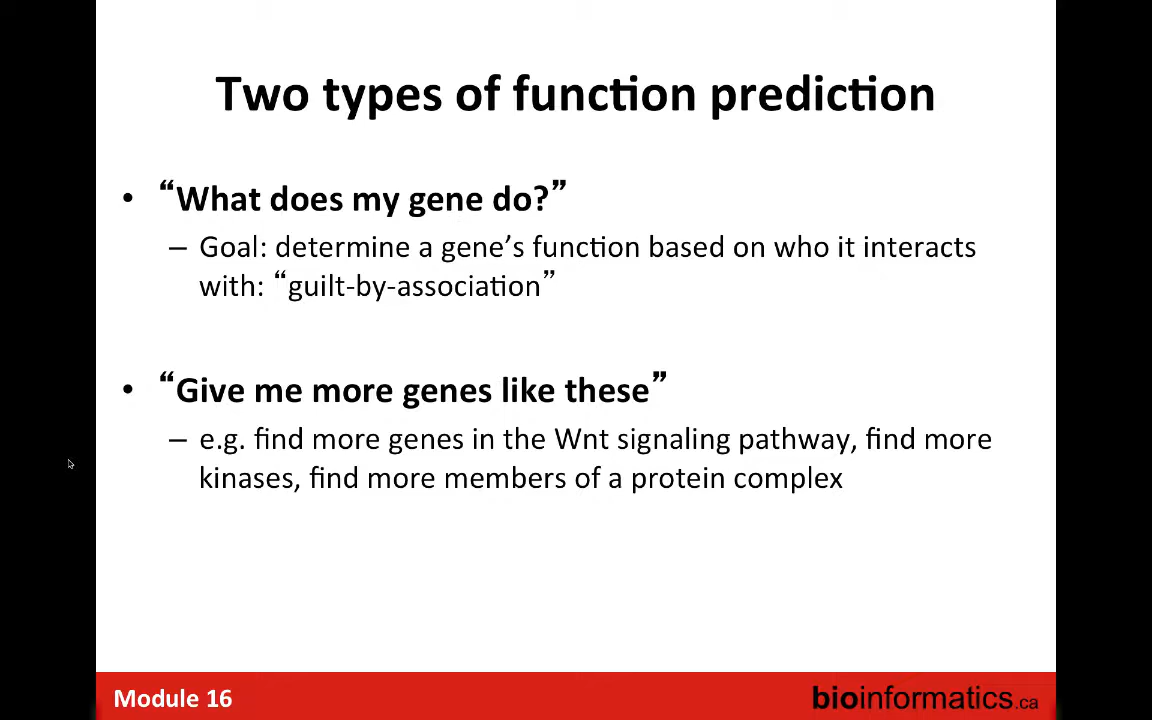 Two types of function prediction
• “What does my gene do?”
– Goal: determine a gene’s function based on who it interacts
with: “guilt-by-association”
• “Give me more genes like these”
– e.g. find more genes in the Wnt signaling pathway, find more
kinases, find more members of a protein complex
Module 16
bioinformatics.ca